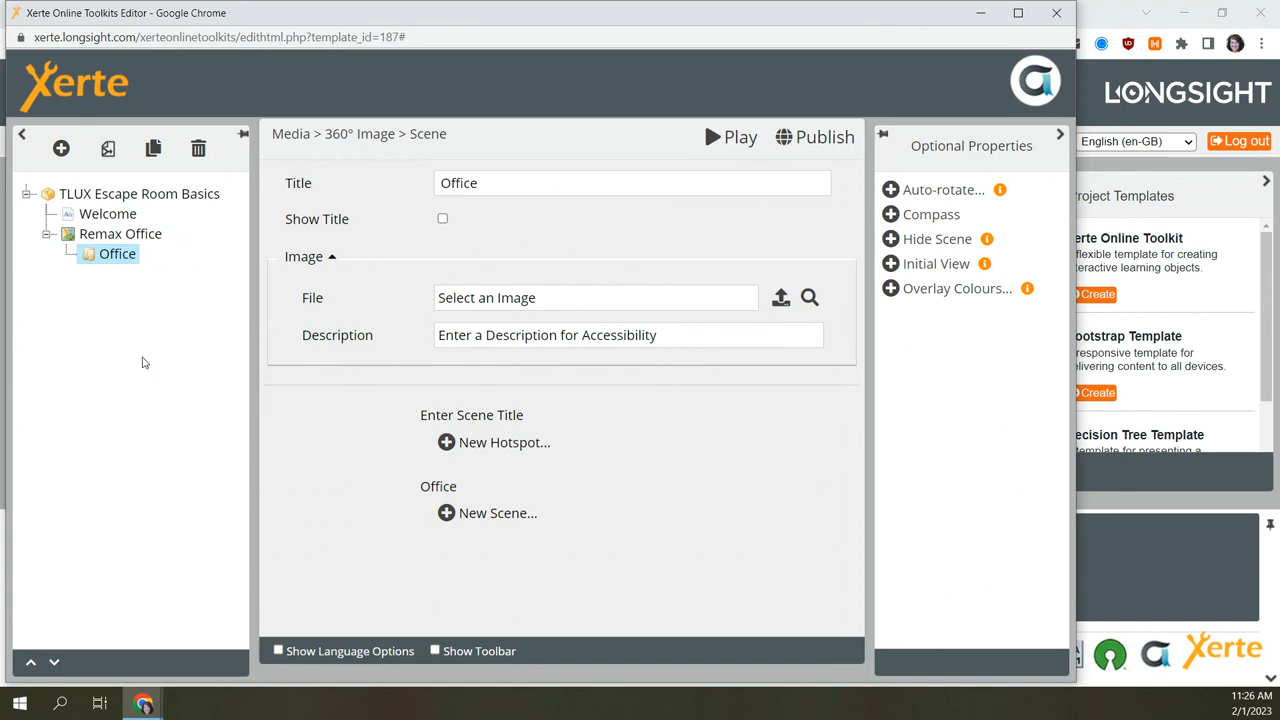 Xerte Online Toolkits Editor - Google Chrome
xerte.longsight.com/xerteonlinetoolkits/edithtml.php?template_id=187#
Xerte
LONGSIGHT
English (en-GB)
Log out
TLUX Escape Room Basics
Welcome
Remax Office
Office
Media > 360° Image > Scene
Play
Publish
Title
Office
Show Title
Image
File
Select an Image
Description
Enter a Description for Accessibility
Enter Scene Title
New Hotspot...
Office
New Scene...
Show Language Options
Show Toolbar
Optional Properties
Auto-rotate...
Compass
Hide Scene
Initial View
Overlay Colours...
roject Templates
erte Online Toolkit
flexible template for creating
teractive learning objects.
Create
ootstrap Template
responsive template for
elivering content to all devices.
Create
ecision Tree Template
template for presenting a
Xerte
11:26 AM
2/1/2023